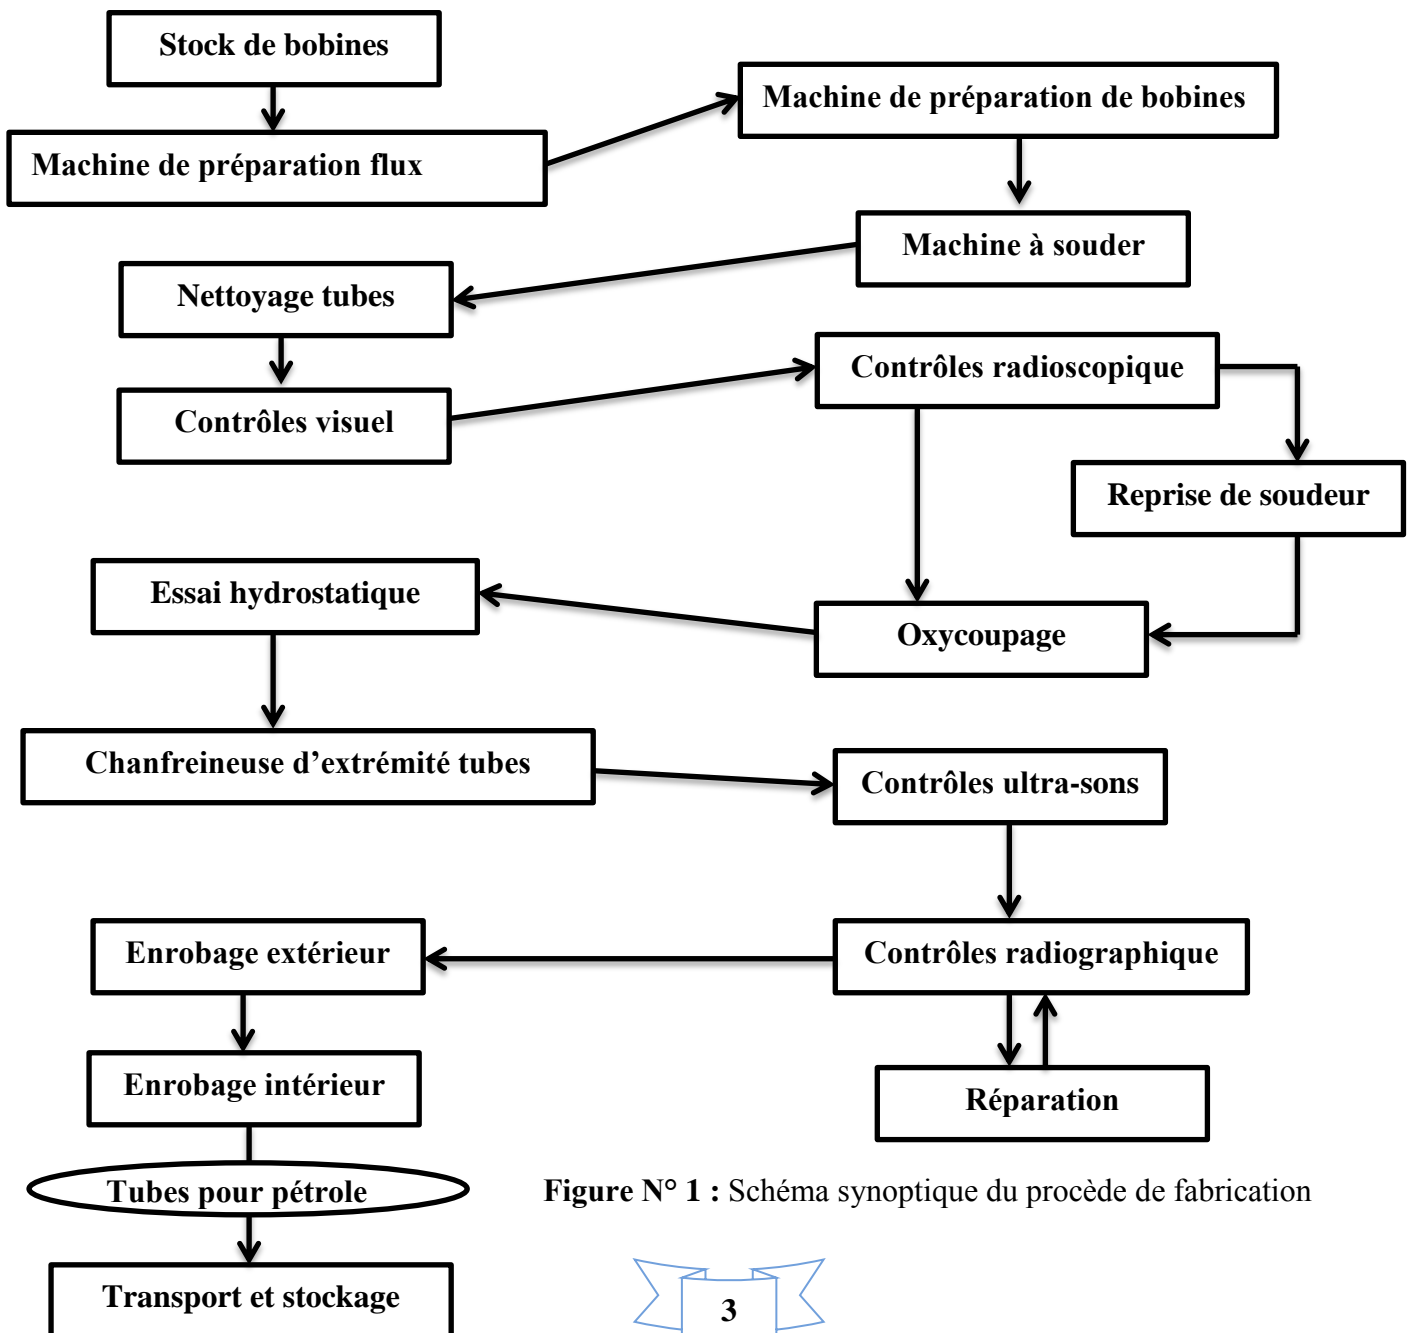 Stock de bobines
Machine de préparation de bobines
Machine de préparation flux
Machine à souder
Nettoyage tubes
Contrôles radioscopique
Contrôles visuel
Reprise de soudeur
Essai hydrostatique
Oxycoupage
Chanfreineuse d’extrémité tubes
Contrôles ultra-sons
Enrobage extérieur
Contrôles radiographique
Enrobage intérieur
Réparation
Tubes pour pétrole
Figure N° 1 : Schéma synoptique du procède de fabrication
Transport et stockage
3